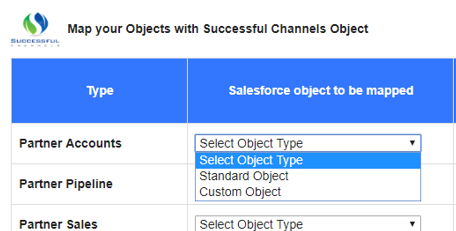 SUCCESSFUL
CHANNELS
Map your Objects with Successful Channels Object
Type
Salesforce object to be mapped
Partner Accounts
Select Object Type
Select Object Type
Standard Object
Custom Object
Partner Pipeline
Partner Sales
Select Object Type